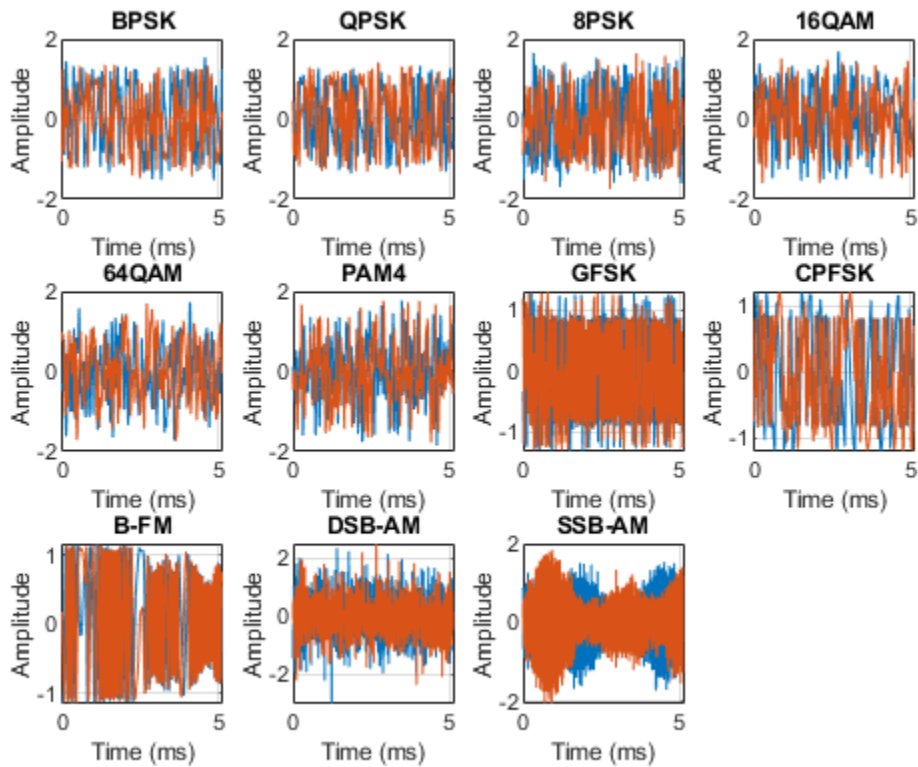 BPSK QPSK 8PSK 16QAM
2 2 2 2
Amplitude Amplitude Amplitude Amplitude
0 0 0 0
-2 -2 -2 -2
0 5 0 5 0 5 0 5
Time (ms) Time (ms) Time (ms) Time (ms)
64QAM PAM4 GFSK CPFSK
2 2 1 1
Amplitude Amplitude Amplitude Amplitude
0 0 0 0
-2 -2 -1 -1
0 5 0 5 0 5 0 5
Time (ms) Time (ms) Time (ms) Time (ms)
B-FM DSB-AM SSB-AM
1 2 2
Amplitude Amplitude Amplitude
0 0 0
-1 -2 -2
0 5 0 5 0 5
Time (ms) Time (ms) Time (ms)